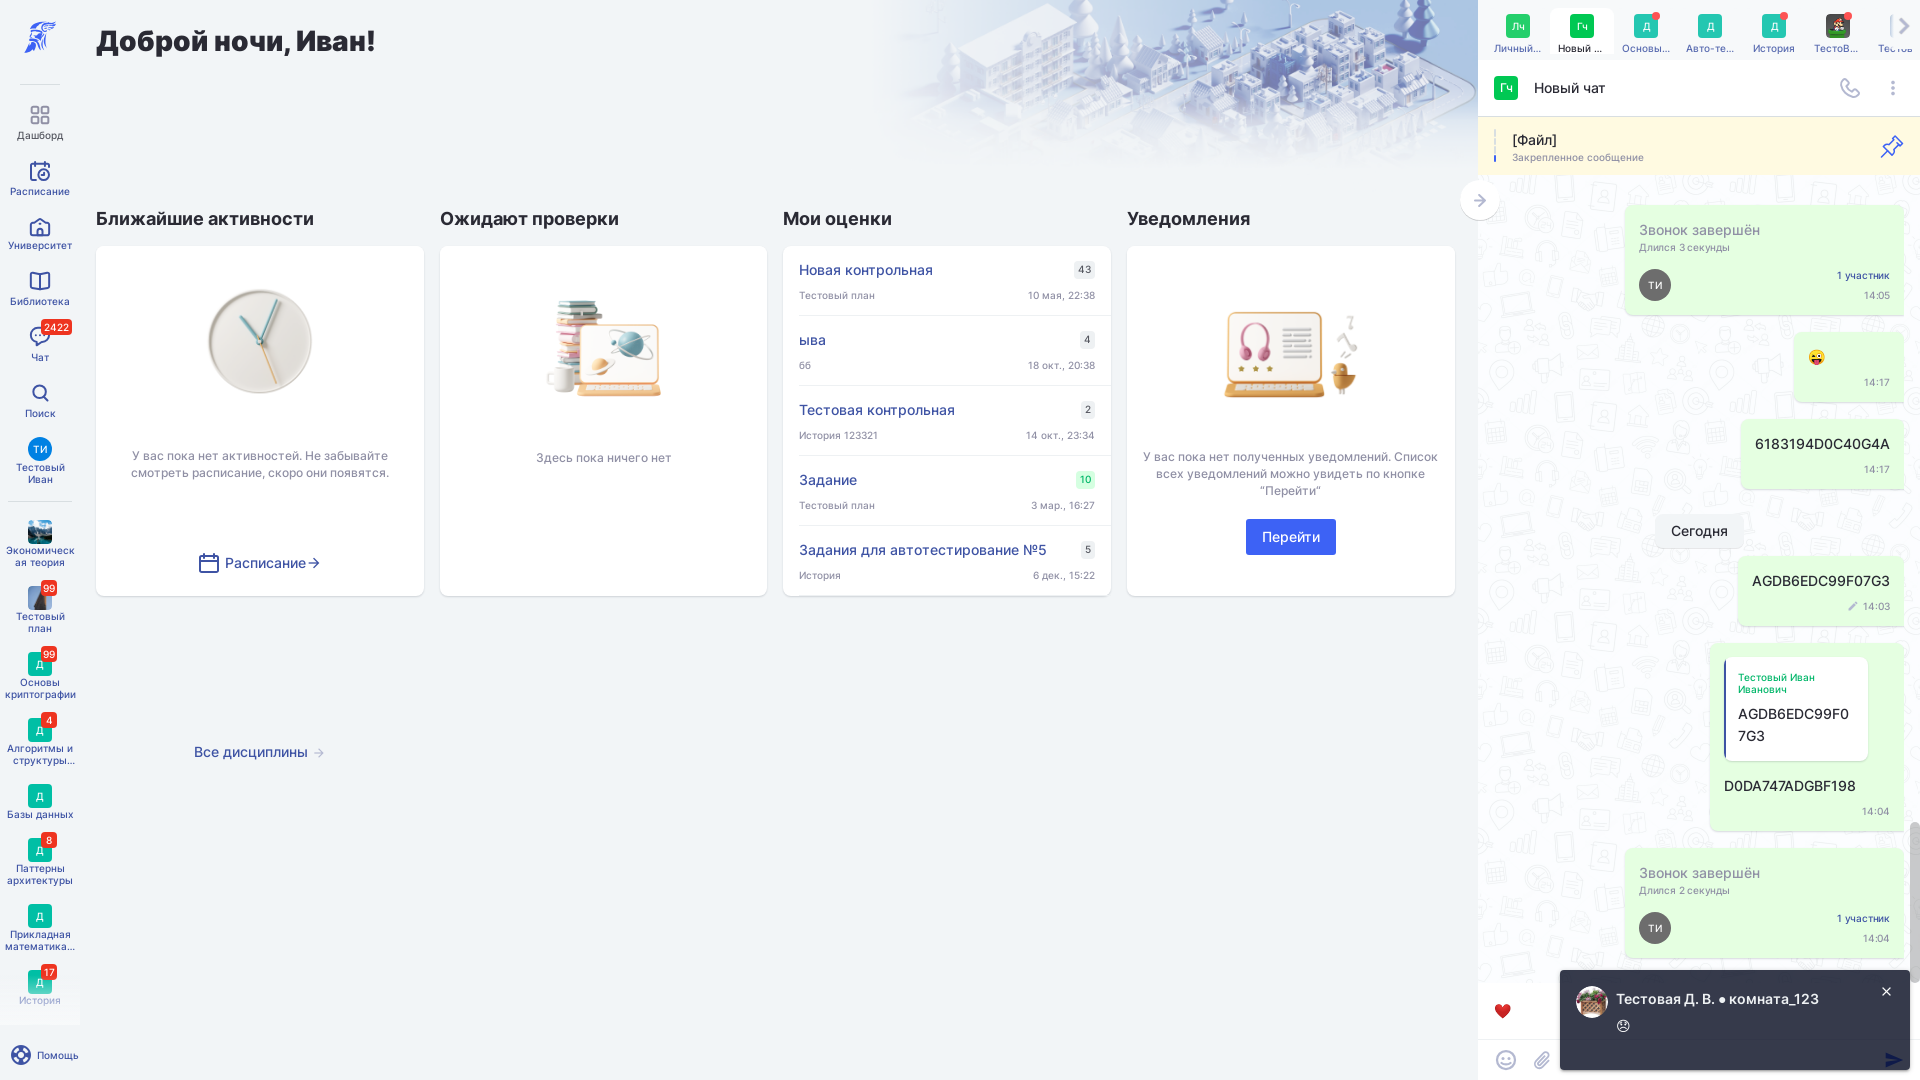 Доброй ночи, Иван!
Дашборд
Расписание
Университет
Библиотека
2422
Чат
Поиск
ТИ
Тестовый
Иван
Экономическ
ая теория
99
Тестовый
план
99
Д
Основы
криптографии
4
Д
Алгоритмы и
структуры...
Д
Базы данных
8
Д
Паттерны
архитектуры
Д
Прикладная
математика...
17
Д
История
Помощь
Ближайшие активности
У вас пока нет активностей. Не забывайте
смотреть расписание, скоро они появятся.
Расписание
Ожидают проверки
Здесь пока ничего нет
Мои оценки
Новая контрольная 43
Тестовый план 10 мая, 22:38
ыва 4
66 18 окт., 20:38
Тестовая контрольная 2
История 123321 14 окт., 23:34
Задание 10
Тестовый план 3 мар., 16:27
Задания для автотестирование №5 5
История 6 дек., 15:22
Уведомления
У вас пока нет полученных уведомлений. Список
всех уведомлений можно увидеть по кнопке
“Перейти”
Перейти
Все дисциплины
Лч Гч Д Д Д
Личный... Новый ... Основы... Авто-те... История ТестоВ... Тестов
Гч Новый чат
[Файл]
Закрепленное сообщение
Звонок завершён
Длился 3 секунды
ТИ 1 участник
14:05
😜
14:17
6183194D0C40G4A
14:17
Сегодня
AGDB6EDC99F07G3
14:03
Тестовый Иван
Иванович
AGDB6EDC99F0
7G3
D0DA747ADGBF198
14:04
Звонок завершён
Длился 2 секунды
ТИ 1 участник
14:04
❤️
Тестовая Д. В. ● комната_123
😞